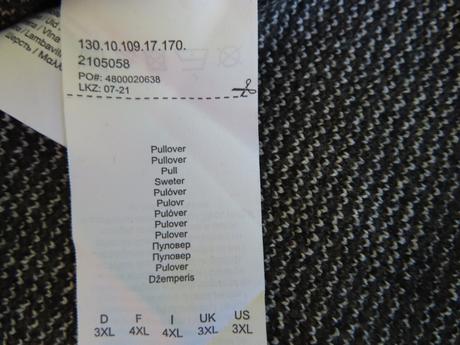 130.10.109.17.170.
2105058
PO#: 4800020638
LKZ: 07-21
Pullover
Pullover
Pull
Sweter
Pulóver
Pulovr
Pulóver
Pulover
Pulover
Пуловер
Пуловер
Pulover
Džemperis
D F I UK US
3XL 4XL 4XL 3XL 3XL